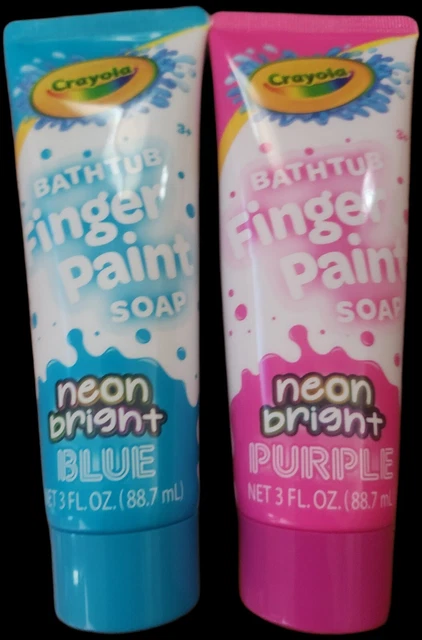 Crayola
3+
BATHTUB
Finger
Paint
SOAP
neon
bright
BLUE
NET 3 FL. OZ. (88.7 mL)
Crayola
3+
BATHTUB
Finger
Paint
SOAP
neon
bright
PURPLE
NET 3 FL. OZ. (88.7 mL)